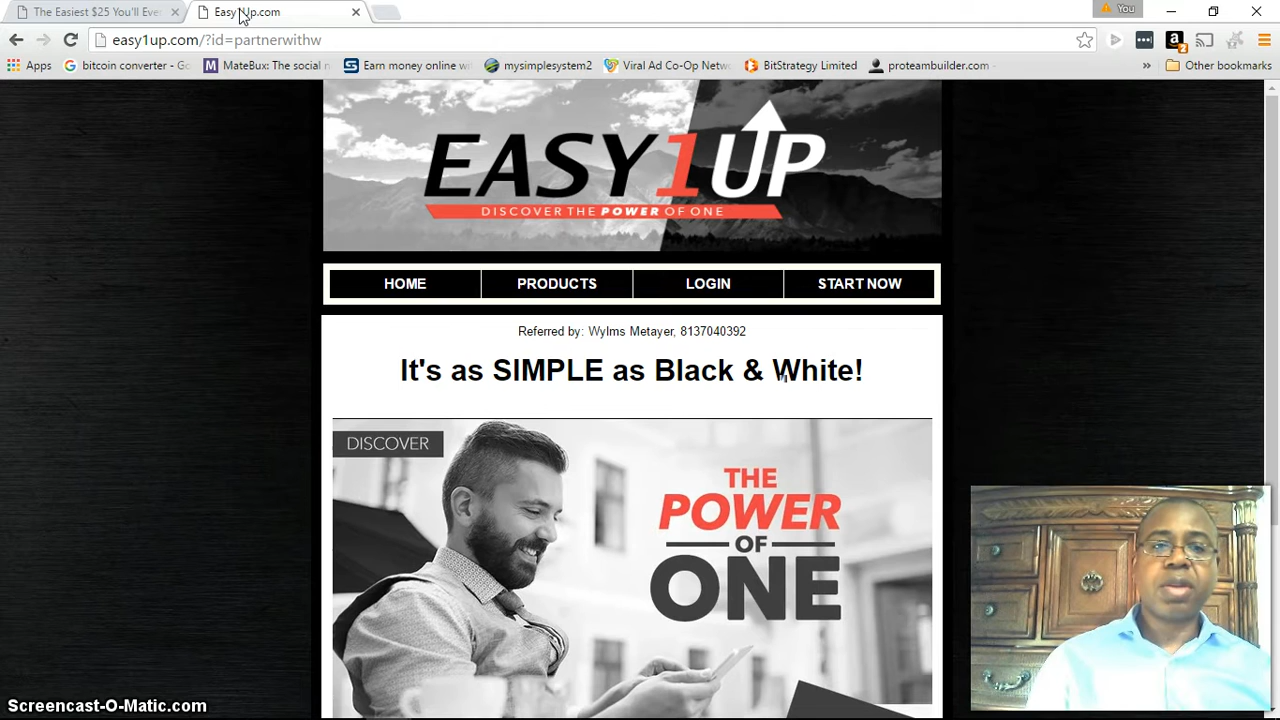 The Easiest $25 You'll Ever
Easy1Up.com
You
easy1up.com/?id=partnerwithw
Apps
bitcoin converter - Go
MateBux: The social n
Earn money online w
mysimplesystem2
Viral Ad Co-Op Netw
BitStrategy Limited
proteambuilder.com -
»
Other bookmarks
2
EASY1UP
DISCOVER THE POWER OF ONE
HOME
PRODUCTS
LOGIN
START NOW
Referred by: Wylms Metayer, 8137040392
It's as SIMPLE as Black & White!
DISCOVER
THE
POWER
OF
ONE
Screencast-O-Matic.com